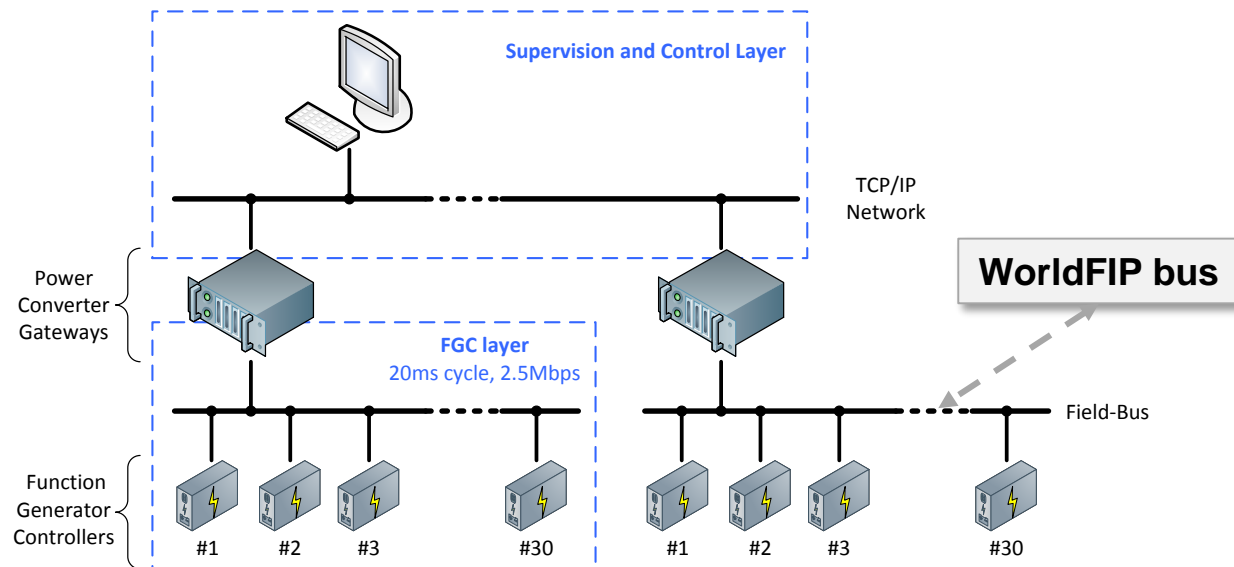 Supervision and Control Layer
TCP/IP
Network
WorldFIP bus
Power
Converter
Gateways
FGC layer
20ms cycle, 2.5Mbps
Field-Bus
Function
Generator
Controllers
#1
#2
#3
#30
#1
#2
#3
#30